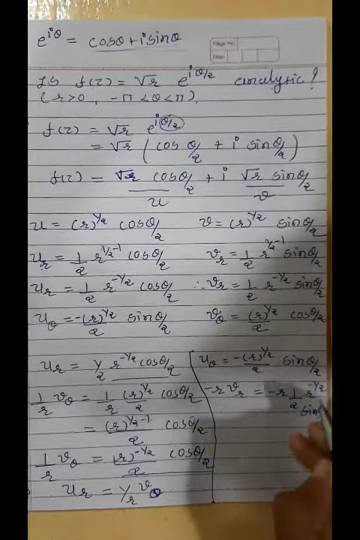 e^{iθ} = cosθ + i sinθ
Page No.
Date
Is f(z) = √r e^{iθ/2} analytic?
(r>0, -π<θ<π).
f(z) = √r e^{i(θ/2)}
= √r (cos θ/2 + i sin θ/2)
f(z) = √r cos θ/2 + i √r sin θ/2
u v
u = (r)^{1/2} cos θ/2 v = (r)^{1/2} sin θ/2
u_r = 1/2 r^{1/2-1} cos θ/2 v_r = 1/2 r^{1/2-1} sin θ/2
u_r = 1/2 r^{-1/2} cos θ/2 ∴ v_r = 1/2 r^{-1/2} sin θ/2
u_θ = -(r)^{1/2}/2 sin θ/2 v_θ = (r)^{1/2}/2 cos θ/2
u_r = 1/2 r^{-1/2} cos θ/2
1/r v_θ = 1/r (r)^{1/2}/2 cos θ/2
= (r)^{1/2-1}/2 cos θ/2
1/r v_θ = (r)^{-1/2}/2 cos θ/2
u_r = 1/r v_θ
u_θ = -(r)^{1/2}/2 sin θ/2
-r v_r = -r 1/2 r^{-1/2}
sin